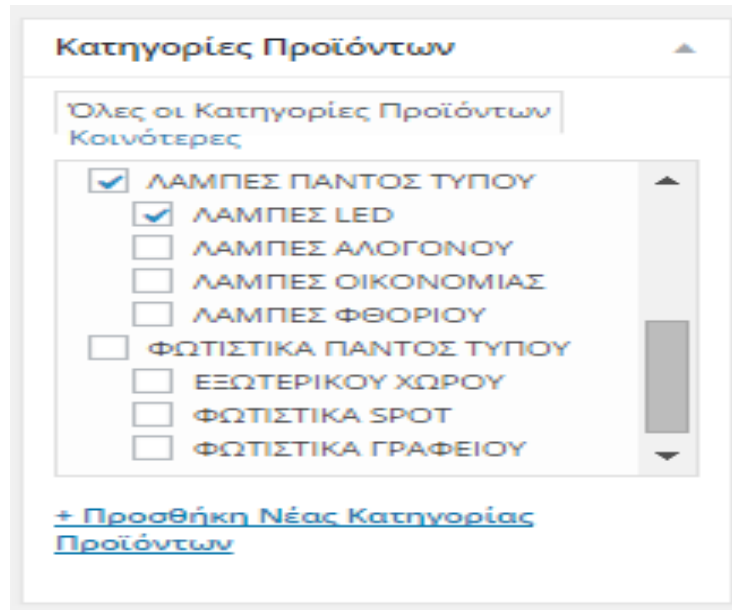 Κατηγορίες Προϊόντων
Όλες οι Κατηγορίες Προϊόντων
Κοινότερες
ΛΑΜΠΕΣ ΠΑΝΤΟΣ ΤΥΠΟΥ
ΛΑΜΠΕΣ LED
ΛΑΜΠΕΣ ΑΛΟΓΟΝΟΥ
ΛΑΜΠΕΣ ΟΙΚΟΝΟΜΙΑΣ
ΛΑΜΠΕΣ ΦΘΟΡΙΟΥ
ΦΩΤΙΣΤΙΚΑ ΠΑΝΤΟΣ ΤΥΠΟΥ
ΕΞΩΤΕΡΙΚΟΥ ΧΩΡΟΥ
ΦΩΤΙΣΤΙΚΑ SPOT
ΦΩΤΙΣΤΙΚΑ ΓΡΑΦΕΙΟΥ
+ Προσθήκη Νέας Κατηγορίας
Προϊόντων